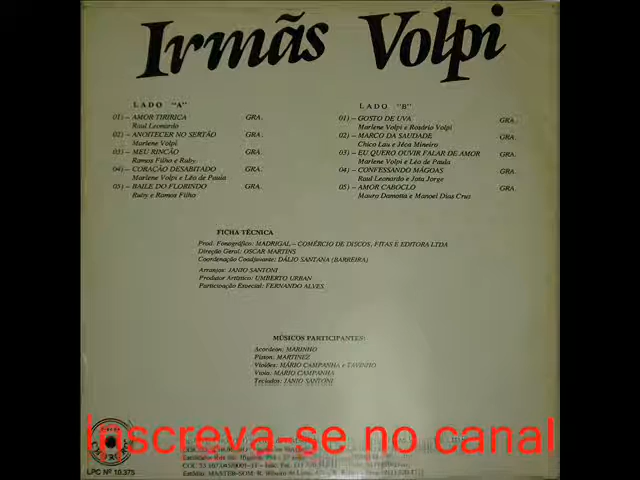 Irmãs Volpi
LADO "A"
01) - AMOR TIRIRICA GRA.
Raul Leonardo
02) - ANOITECER NO SERTÃO GRA.
Marlene Volpi
03) - MEU RINCÃO GRA.
Ramos Filho e Ruby
04) - CORAÇÃO DESABITADO GRA.
Marlene Volpi e Léo de Paula
05) - BAILE DO FLORINDO GRA.
Ruby e Ramos Filho
LADO "B"
01) - GOSTO DE UVA GRA.
Marlene Volpi e Rosário Volpi
02) - MARCO DA SAUDADE GRA.
Chico Lau e Jéca Mineiro
03) - EU QUERO OUVIR FALAR DE AMOR GRA.
Marlene Volpi e Léo de Paula
04) - CONFESSANDO MÁGOAS GRA.
Raul Leonardo e Jota Jorge
05) - AMOR CABOCLO GRA
Mauro Damotta e Manoel Dias Cruz
FICHA TÉCNICA
Prod. Fonográfica: MADRIGAL - COMÉRCIO DE DISCOS, FITAS E EDITORA LTDA
Direção Geral: OSCAR MARTINS
Coordenação Coadjuvante: DÁLIO SANTANA (BARREIRA)
Arranjos: JANIO SANTONI
Produtor Artístico: UMBERTO URBAN
Participação Especial: FERNANDO ALVES
MÚSICOS PARTICIPANTES:
Acordeon: MARINHO
Piston: MARTINEZ
Violões: MÁRIO CAMPANHA e TAVINHO
Viola: MÁRIO CAMPANHA
Teclados: JANIO SANTONI
Inscreva-se no canal
LPC Nº 10.375